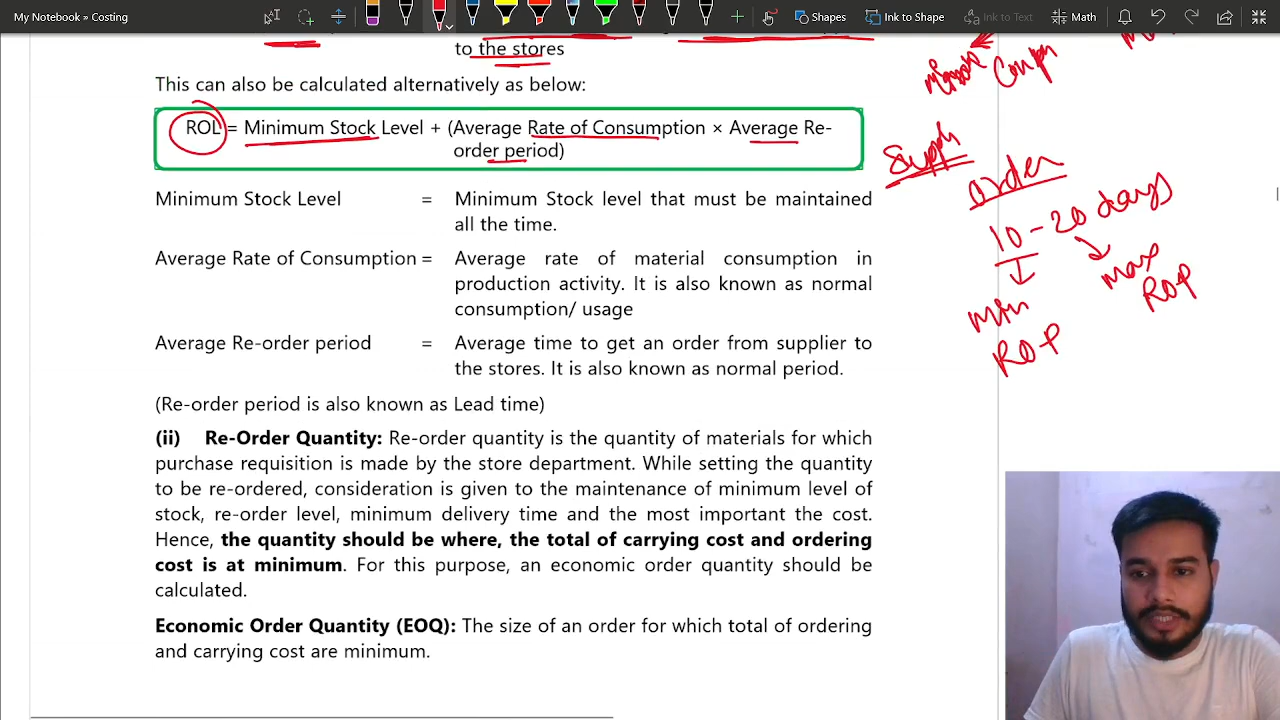 My Notebook » Costing
Shapes
Ink to Shape
Ink to Text
Math
to the stores
This can also be calculated alternatively as below:
ROL = Minimum Stock Level + (Average Rate of Consumption × Average Re-
order period)
Supply
Order
10 - 20 days
Max
ROP
Min
ROP
Minimum Stock Level = Minimum Stock level that must be maintained
all the time.
Average Rate of Consumption = Average rate of material consumption in
production activity. It is also known as normal
consumption/ usage
Average Re-order period = Average time to get an order from supplier to
the stores. It is also known as normal period.
(Re-order period is also known as Lead time)
(ii) Re-Order Quantity: Re-order quantity is the quantity of materials for which
purchase requisition is made by the store department. While setting the quantity
to be re-ordered, consideration is given to the maintenance of minimum level of
stock, re-order level, minimum delivery time and the most important the cost.
Hence, the quantity should be where, the total of carrying cost and ordering
cost is at minimum. For this purpose, an economic order quantity should be
calculated.
Economic Order Quantity (EOQ): The size of an order for which total of ordering
and carrying cost are minimum.